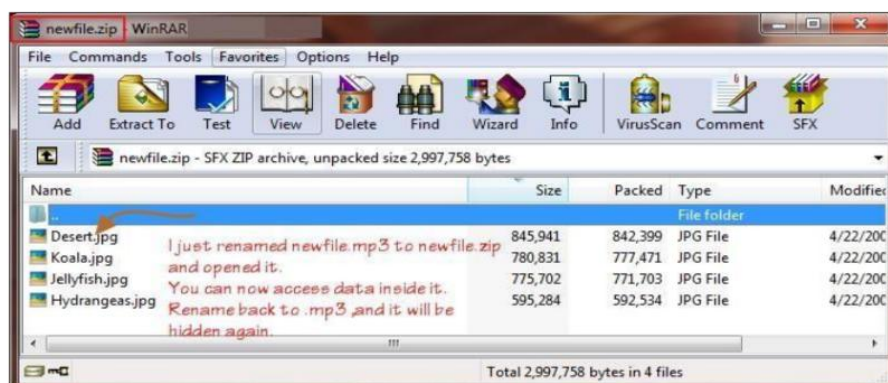 newfile.zip - WinRAR
File Commands Tools Favorites Options Help
Add Extract To Test View Delete Find Wizard Info VirusScan Comment SFX
newfile.zip - SFX ZIP archive, unpacked size 2,997,758 bytes
Name Size Packed Type Modified
.. File folder
Desert.jpg 845,941 842,399 JPG File 4/22/200
Koala.jpg 780,831 777,471 JPG File 4/22/200
Jellyfish.jpg 775,702 771,703 JPG File 4/22/200
Hydrangeas.jpg 595,284 592,534 JPG File 4/22/200
I just renamed newfile.mp3 to newfile.zip
and opened it.
You can now access data inside it.
Rename back to .mp3 ,and it will be
hidden again.
Total 2,997,758 bytes in 4 files